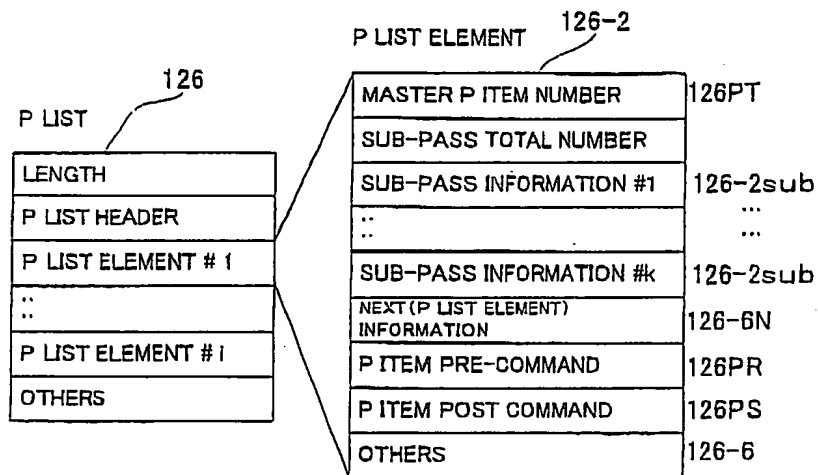 P LIST
126
LENGTH
P LIST HEADER
P LIST ELEMENT # 1
::
P LIST ELEMENT # i
OTHERS
P LIST ELEMENT
126-2
MASTER P ITEM NUMBER 126PT
SUB-PASS TOTAL NUMBER
SUB-PASS INFORMATION #1 126-2sub
:: ...
...
SUB-PASS INFORMATION #k 126-2sub
NEXT(P LIST ELEMENT)
INFORMATION 126-6N
P ITEM PRE-COMMAND 126PR
P ITEM POST COMMAND 126PS
OTHERS 126-6